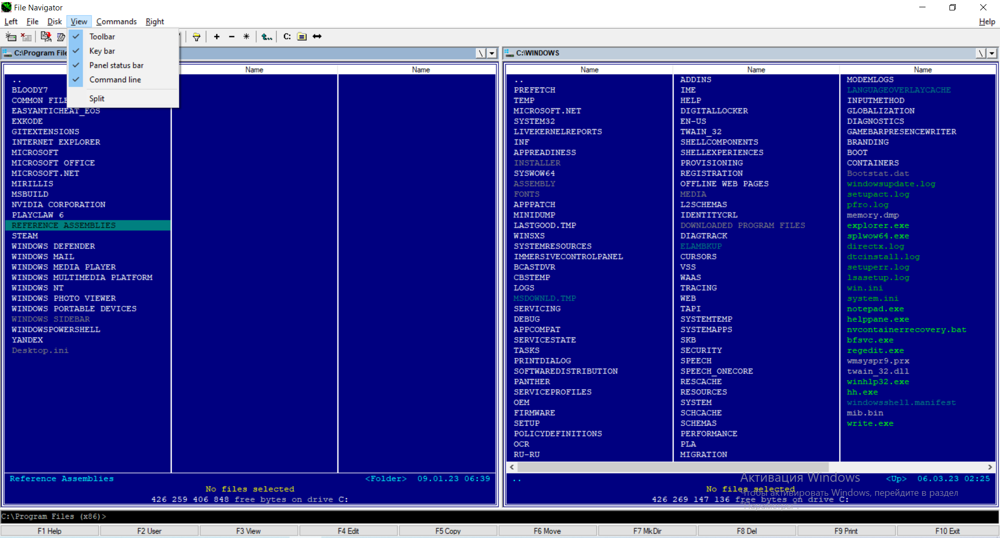 File Navigator
Left File Disk View Commands Right Help
Toolbar
Key bar
Panel status bar
Command line
Split
C:
C:\Program File
\
C:\WINDOWS
\
Name Name
..
BLOODY7
COMMON FILE
EASYANTICHEAT_EOS
EXKODE
GITEXTENSIONS
INTERNET EXPLORER
MICROSOFT
MICROSOFT OFFICE
MICROSOFT.NET
MIRILLIS
MSBUILD
NVIDIA CORPORATION
PLAYCLAW 6
REFERENCE ASSEMBLIES
STEAM
WINDOWS DEFENDER
WINDOWS MAIL
WINDOWS MEDIA PLAYER
WINDOWS MULTIMEDIA PLATFORM
WINDOWS NT
WINDOWS PHOTO VIEWER
WINDOWS PORTABLE DEVICES
WINDOWS SIDEBAR
WINDOWSPOWERSHELL
YANDEX
Desktop.ini
Reference Assemblies <Folder> 09.01.23 06:39
No files selected
426 259 406 848 free bytes on drive C:
Name Name Name
..
PREFETCH
TEMP
MICROSOFT.NET
SYSTEM32
LIVEKERNELREPORTS
INF
APPREADINESS
INSTALLER
SYSWOW64
ASSEMBLY
FONTS
APPPATCH
MINIDUMP
LASTGOOD.TMP
WINSXS
SYSTEMRESOURCES
IMMERSIVECONTROLPANEL
BCASTDVR
CBSTEMP
LOGS
MSDOWNLD.TMP
SERVICING
DEBUG
APPCOMPAT
SERVICESTATE
TASKS
PRINTDIALOG
SOFTWAREDISTRIBUTION
PANTHER
SERVICEPROFILES
OEM
FIRMWARE
SETUP
POLICYDEFINITIONS
OCR
RU-RU
ADDINS
IME
HELP
DIGITALLOCKER
EN-US
TWAIN_32
SHELLCOMPONENTS
SHELLEXPERIENCES
PROVISIONING
REGISTRATION
OFFLINE WEB PAGES
MEDIA
L2SCHEMAS
IDENTITYCRL
DOWNLOADED PROGRAM FILES
DIAGTRACK
ELAMBKUP
CURSORS
VSS
WAAS
TRACING
WEB
TAPI
SYSTEMTEMP
SYSTEMAPPS
SKB
SECURITY
SPEECH
SPEECH_ONECORE
RESCACHE
RESOURCES
SYSTEM
SCHCACHE
SCHEMAS
PERFORMANCE
PLA
MIGRATION
MODEMLOGS
LANGUAGEOVERLAYCACHE
INPUTMETHOD
GLOBALIZATION
DIAGNOSTICS
GAMEBARPRESENCEWRITER
BRANDING
BOOT
CONTAINERS
Bootstat.dat
windowsupdate.log
setupact.log
pfro.log
memory.dmp
explorer.exe
splwow64.exe
directx.log
dtcinstall.log
setuperr.log
lsasetup.log
win.ini
system.ini
notepad.exe
helppane.exe
nvcontainerrecovery.bat
bfsvc.exe
regedit.exe
wmsyspr9.prx
twain_32.dll
winhlp32.exe
hh.exe
windowsshell.manifest
mib.bin
write.exe
.. <Up> 06.03.23 02:25
No files selected
426 269 147 136 free bytes on drive C:
Активация Windows
Чтобы активировать Windows, перейдите в раздел
"Параметры".
C:\Program Files (x86)>
F1 Help F2 User F3 View F4 Edit F5 Copy F6 Move F7 MkDir F8 Del F9 Print F10 Exit